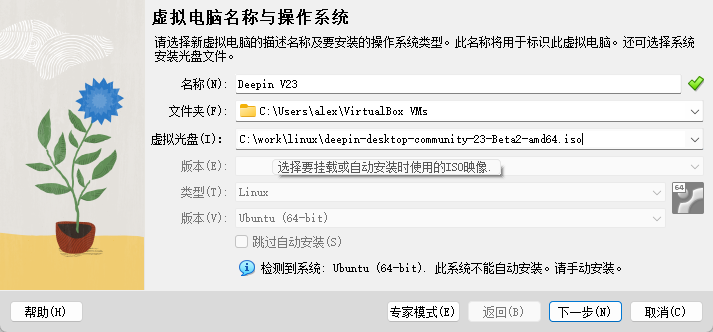 虚拟电脑名称与操作系统
请选择新虚拟电脑的描述名称及要安装的操作系统类型。此名称将用于标识此虚拟电脑。还可选择系统
安装光盘文件。
名称(N): Deepin V23
文件夹(F): C:\Users\alex\VirtualBox VMs
虚拟光盘(I): C:\work\linux\deepin-desktop-community-23-Beta2-amd64.iso
版本(E):
选择要挂载或自动安装时使用的ISO映像.
类型(T): Linux
64
版本(V): Ubuntu (64-bit)
跳过自动安装(S)
检测到系统: Ubuntu (64-bit). 此系统不能自动安装。请手动安装。
帮助(H) 专家模式(E) 返回(B) 下一步(N) 取消(C)